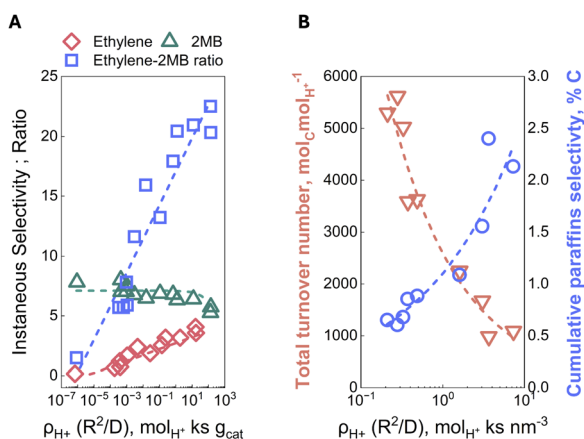 A
Ethylene 2MB
Ethylene-2MB ratio
Instaneous Selectivity ; Ratio
25
20
15
10
5
0
10⁻⁷ 10⁻⁵ 10⁻³ 10⁻¹ 10¹ 10³
ρH+ (R²/D), molH⁺ ks gcat
B
Total turnover number, molC molH⁺⁻¹
6000
5000
4000
3000
2000
1000
0
3.0
2.5
2.0
1.5
1.0
0.5
0.0
Cumulative paraffins selectivty, % C
10⁻¹ 10⁰ 10¹
ρH+ (R²/D), molH⁺ ks nm⁻³